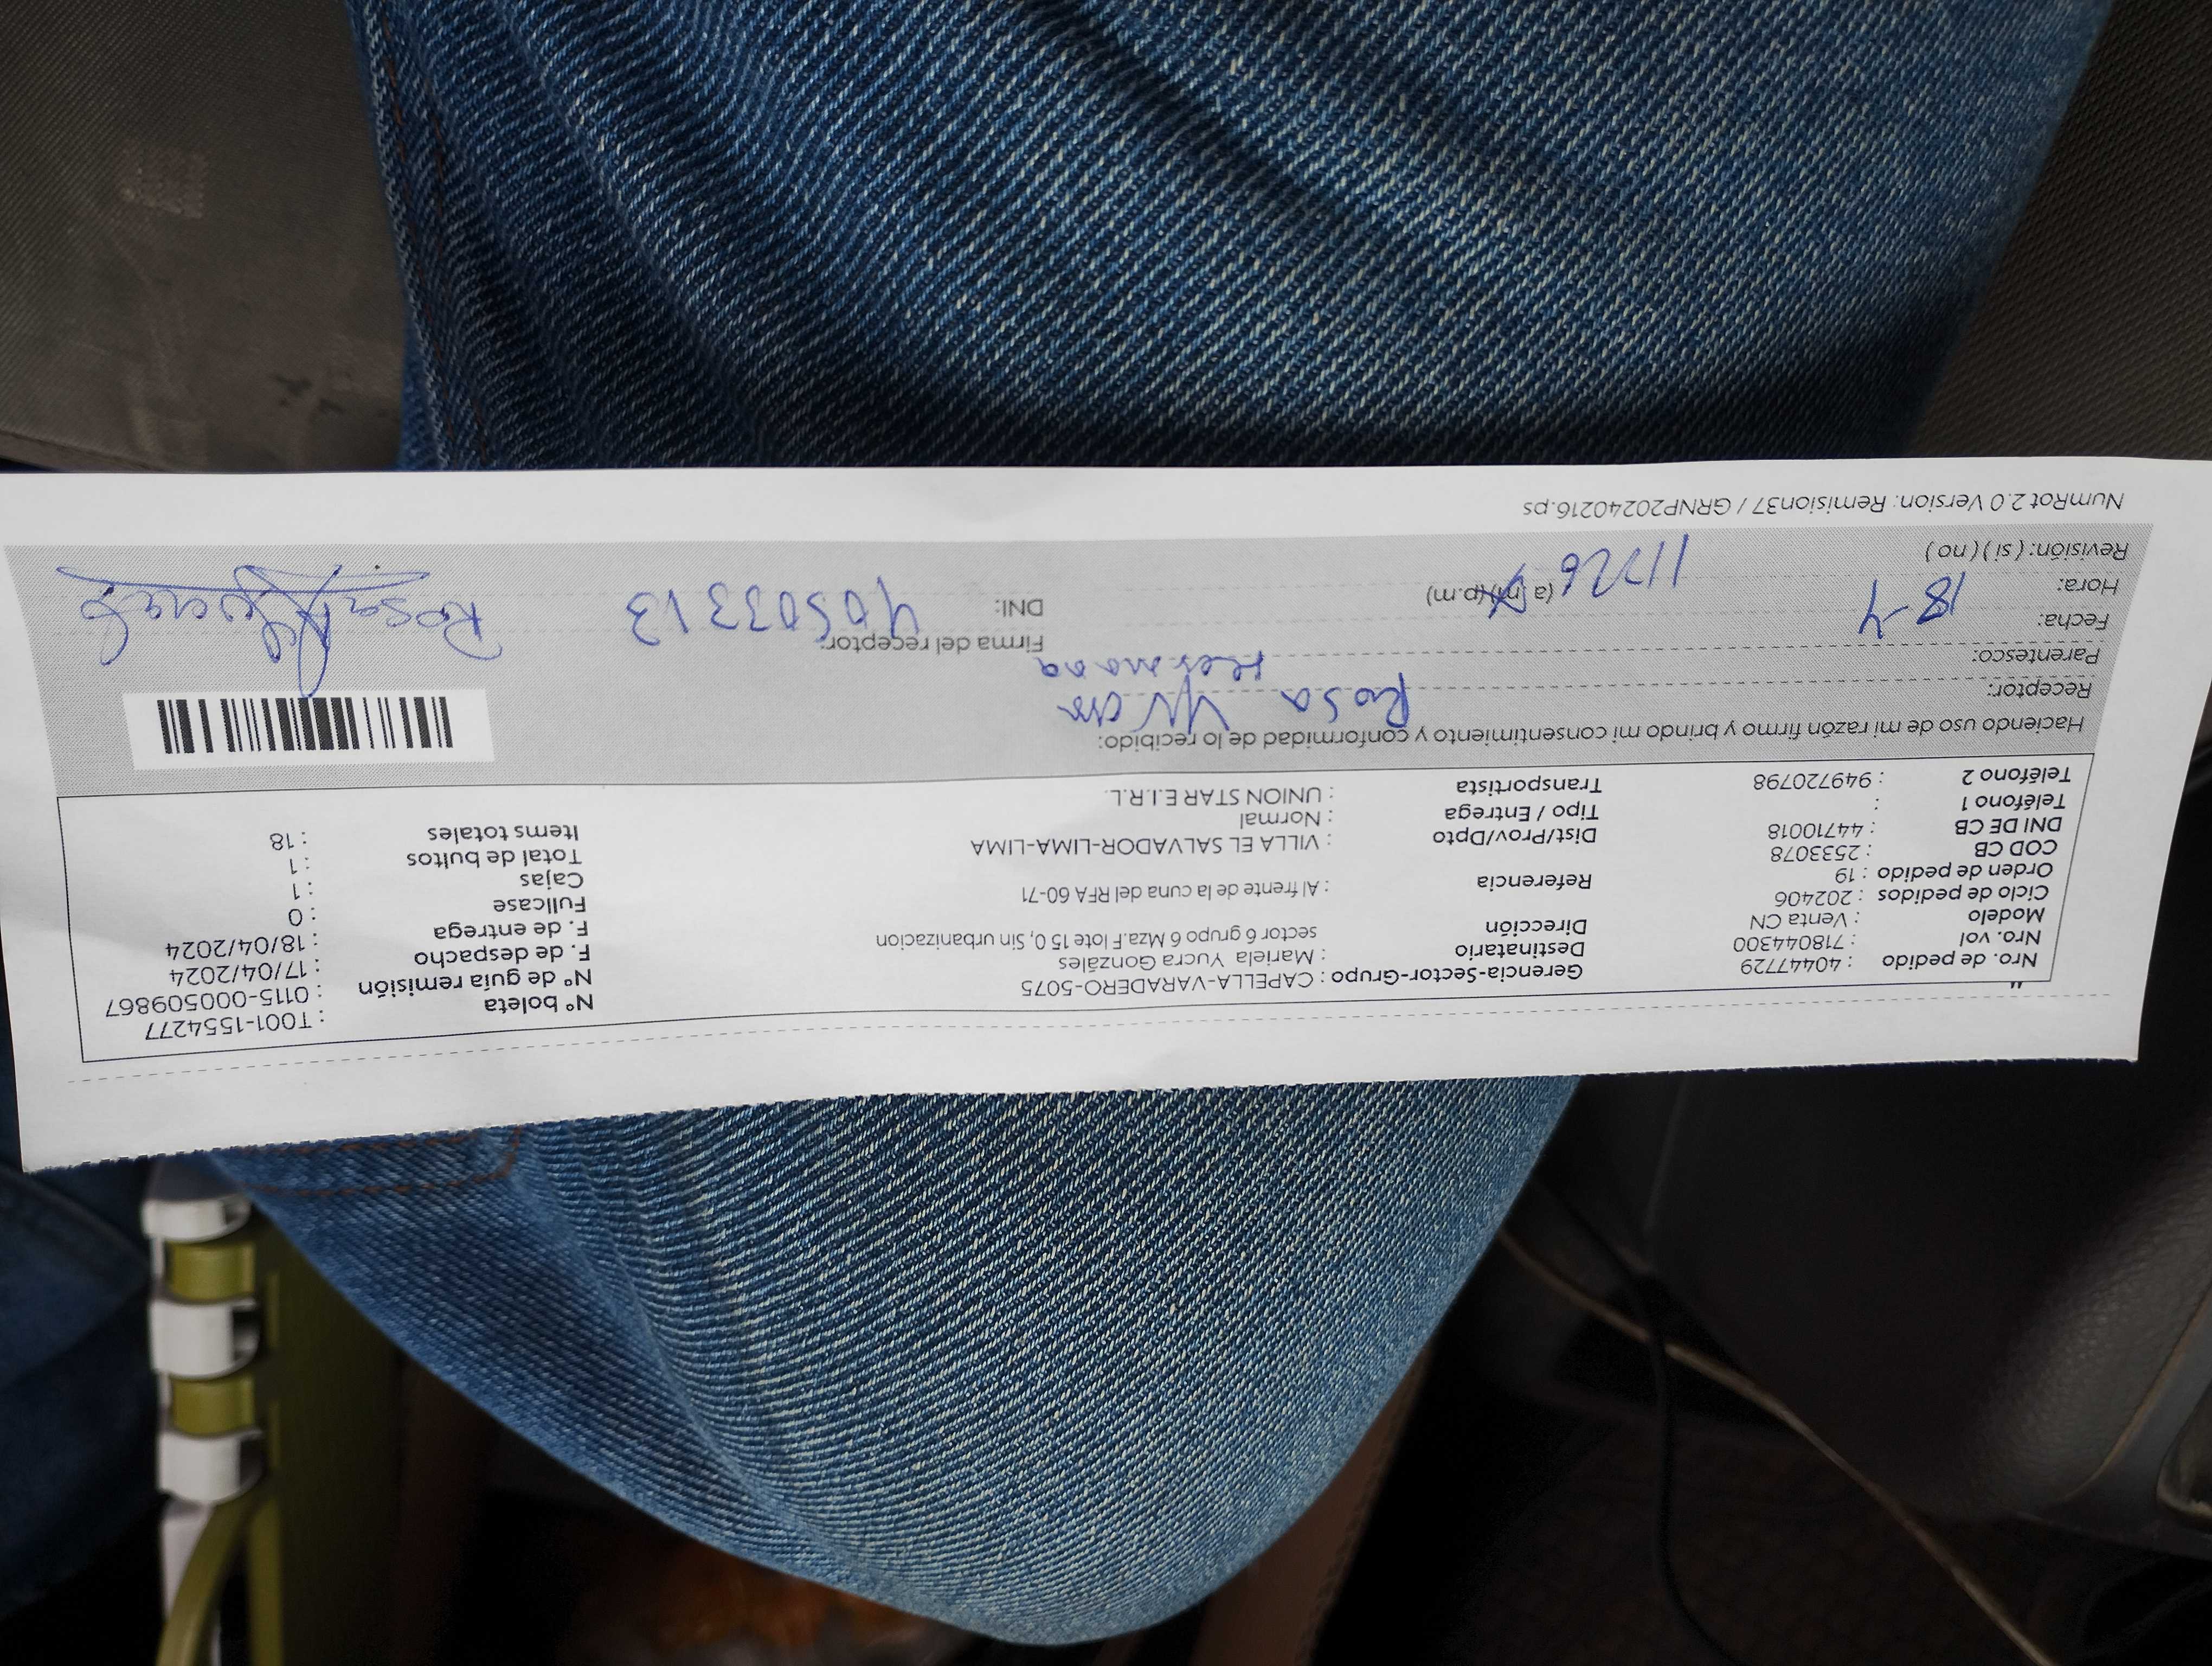 Nro. de pedido : 40447729
Nro. vol : 718044300
Modelo : Venta CN
Ciclo de pedidos : 202406
Orden de pedido : 19
COD CB : 2533078
DNI DE CB : 44710018
Teléfono 1 :
Teléfono 2 : 949720798
Gerencia-Sector-Grupo : CAPELLA-VARADERO-5075
Destinatario : Mariela Yucra Gonzáles
Dirección sector 6 grupo 6 Mza.F lote 15 0, Sin urbanizacion
Referencia : Al frente de la cuna del RFA 60-71
Dist/Prov/Dpto : VILLA EL SALVADOR-LIMA-LIMA
Tipo / Entrega : Normal
Transportista : UNION STAR E.I.R.L.
N° boleta : T001-1554277
N° de guía remisión : 0115-000509867
F. de despacho : 17/04/2024
F. de entrega : 18/04/2024
Fullcase : 0
Cajas : 1
Total de bultos : 1
Items totales : 18
Haciendo uso de mi razón firmo y brindo mi consentimiento y conformidad de lo recibido:
Receptor: Rosa
Parentesco: Hermana
Fecha: 18-4
Hora: (a.m) (p.m)
Revisión: ( si ) ( no )
Firma del receptor:
DNI: 40503313
Rosa
NumRot 2.0 Version: Remision37 / GRNP20240216.ps